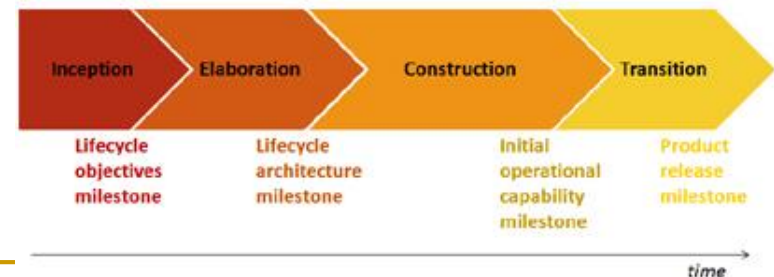 Inception
Elaboration
Construction
Transition
Lifecycle
objectives
milestone
Lifecycle
architecture
milestone
Initial
operational
capability
milestone
Product
release
milestone
time